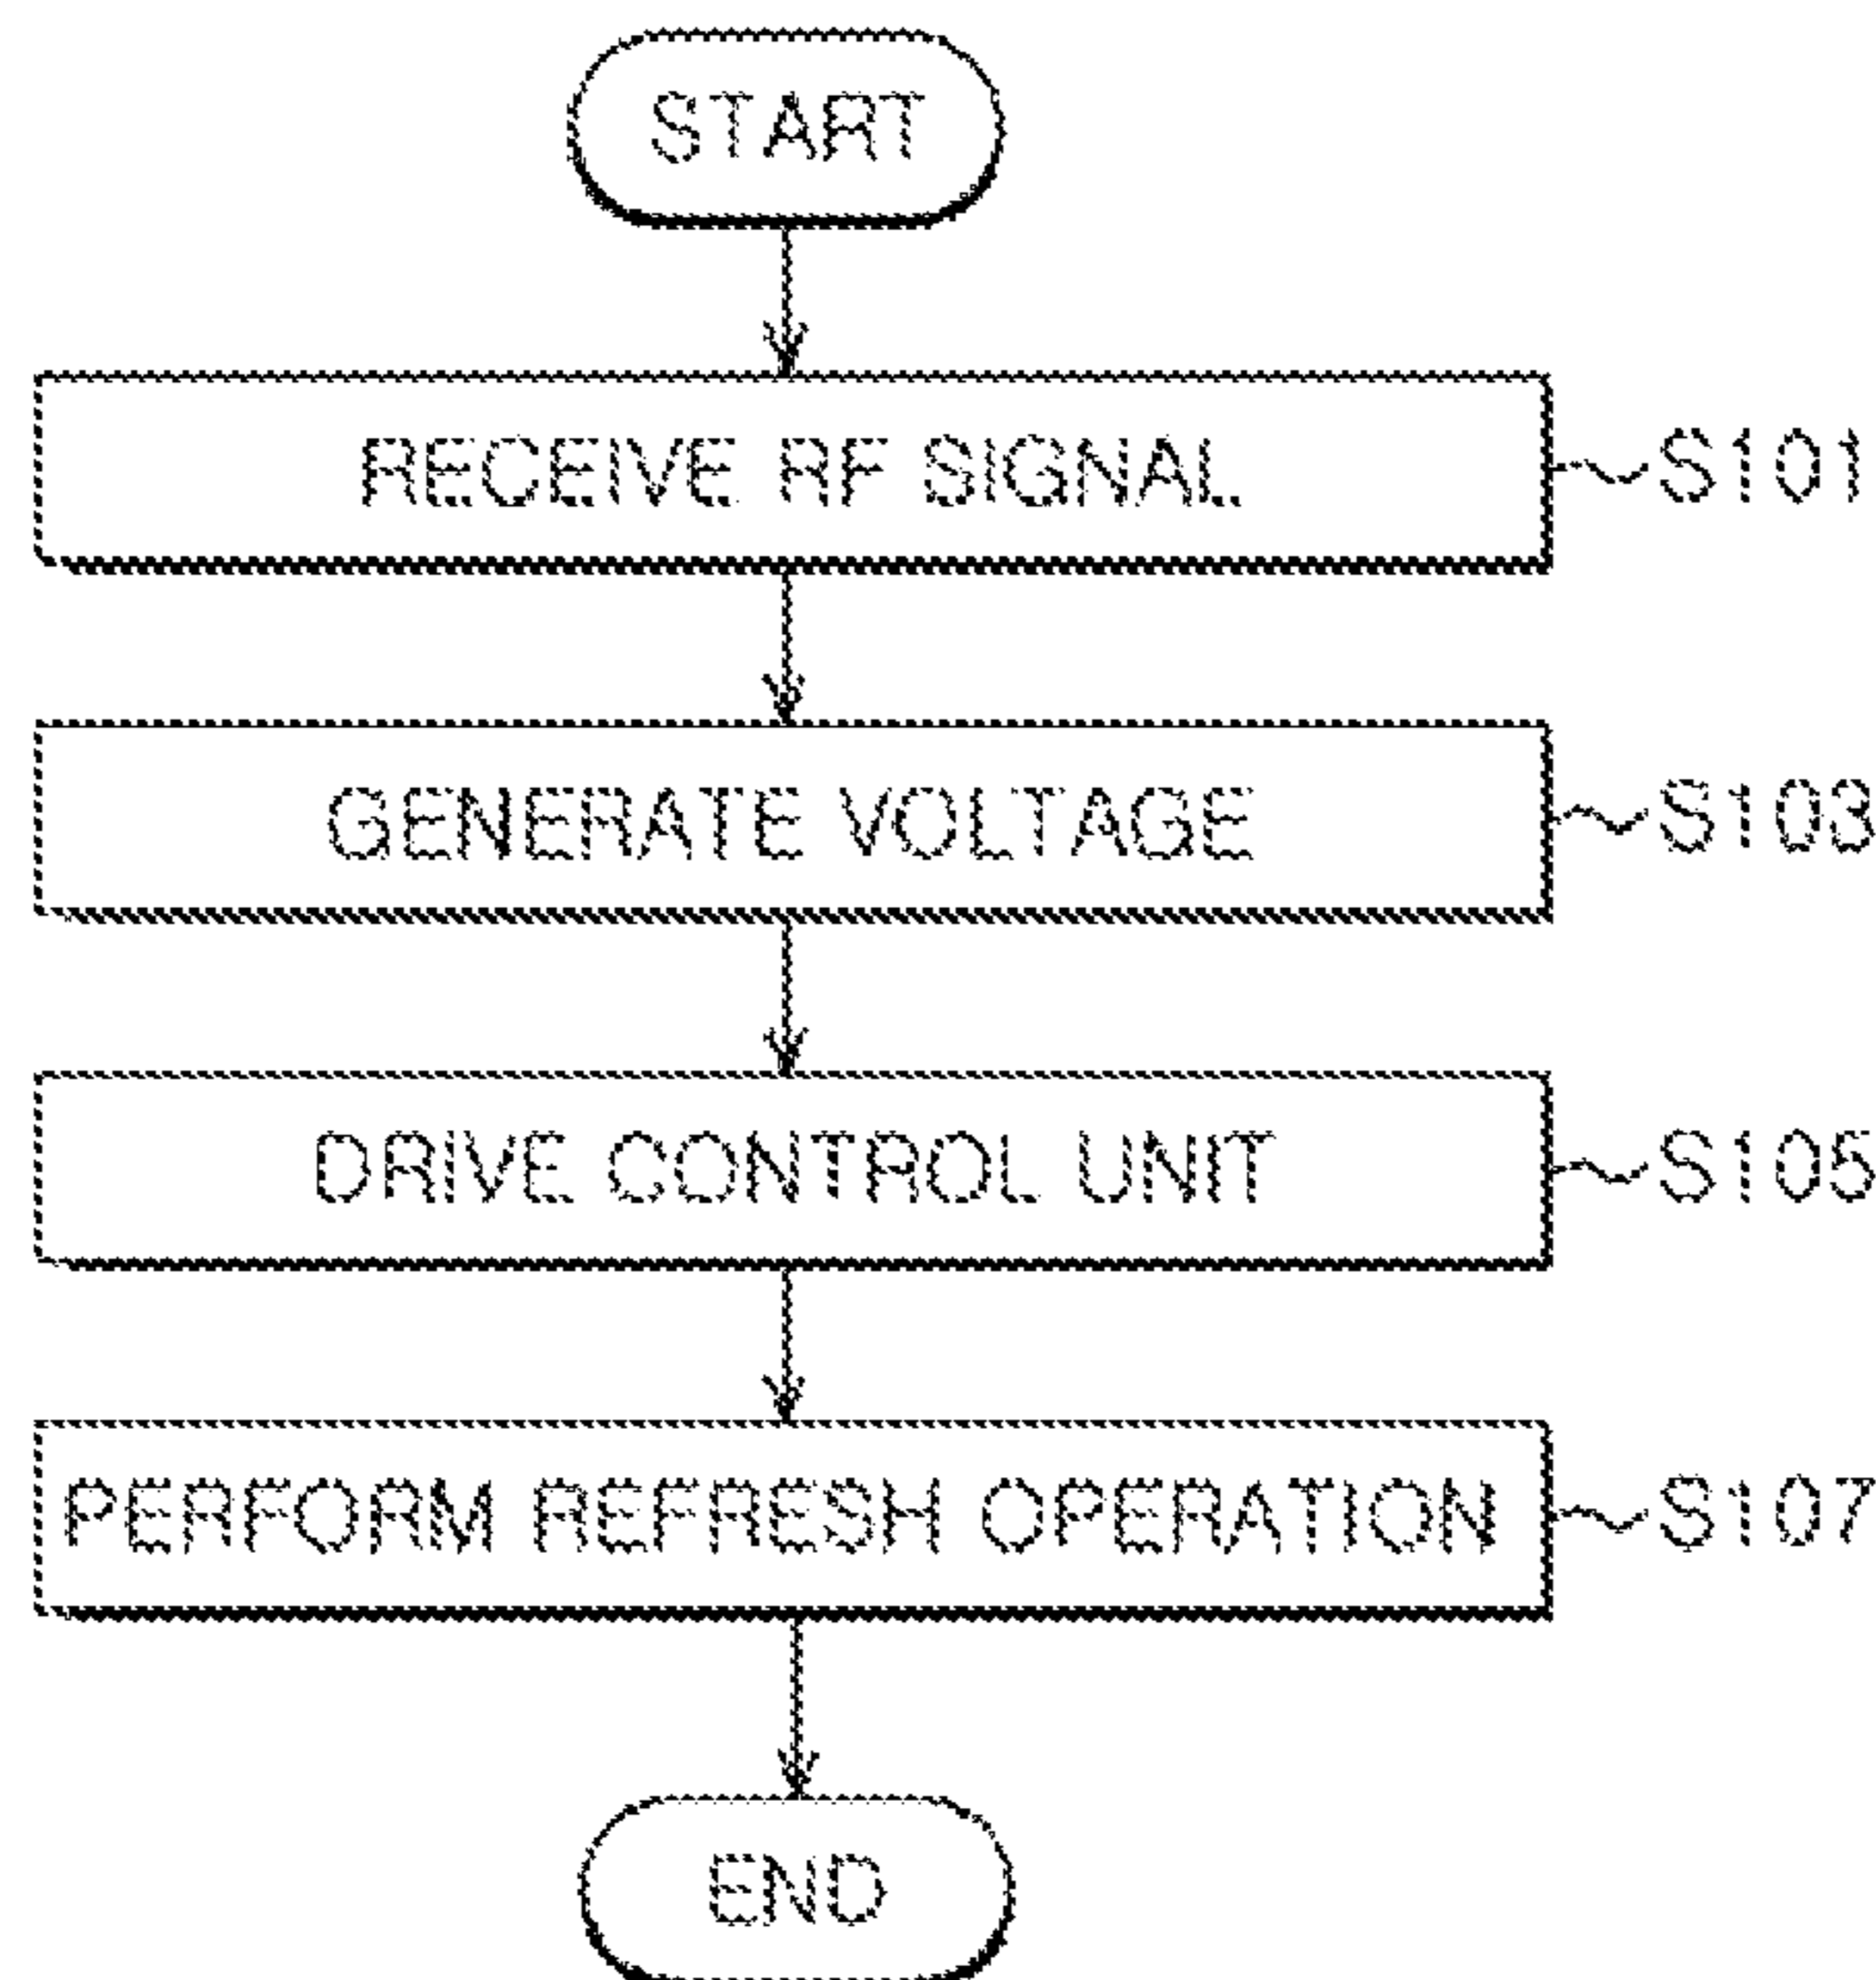 START
RECEIVE RF SIGNAL
S101
GENERATE VOLTAGE
S103
DRIVE CONTROL UNIT
S105
PERFORM REFRESH OPERATION
S107
END